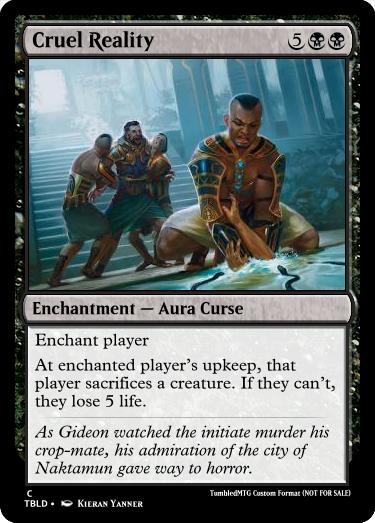 Cruel Reality 5
Enchantment — Aura Curse
Enchant player
At enchanted player's upkeep, that
player sacrifices a creature. If they can't,
they lose 5 life.
As Gideon watched the initiate murder his
crop-mate, his admiration of the city of
Naktamun gave way to horror.
C
TBLD • Kieran Yanner
TumbledMTG Custom Format (NOT FOR SALE)